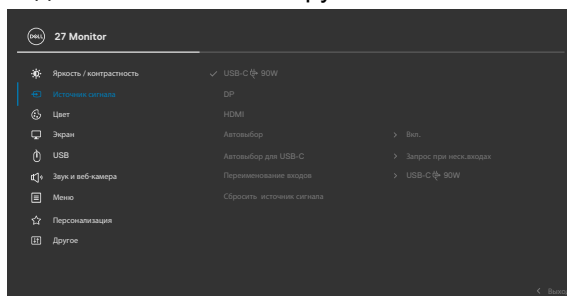 DELL 27 Monitor
Яркость / контрастность
✓ USB-C 90W
Источник сигнала
DP
Цвет
HDMI
Экран
Автовыбор > Вкл.
USB
Автовыбор для USB-C > Запрос при неск.входах
Звук и веб-камера
Переименование входов > USB-C 90W
Меню
Сбросить источник сигнала
Персонализация
Другое
< Выход